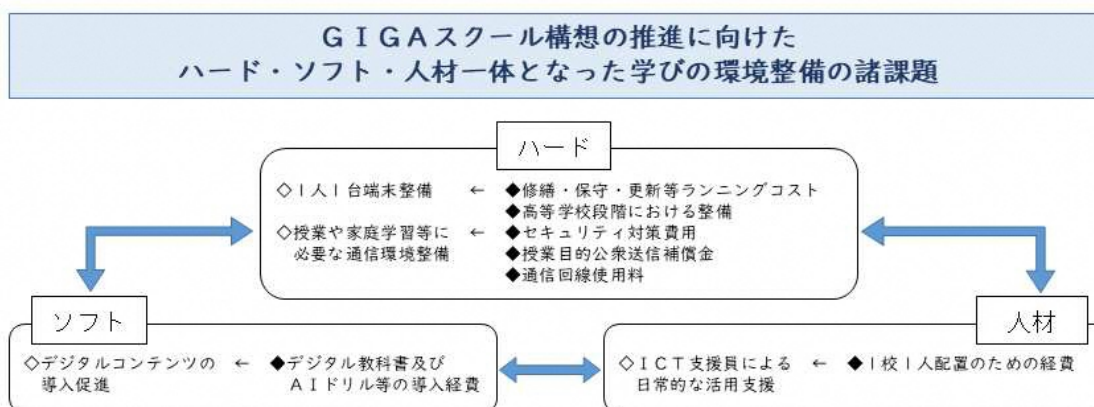 ＧＩＧＡスクール構想の推進に向けた
ハード・ソフト・人材一体となった学びの環境整備の諸課題
ハード
◇１人１台端末整備 ← ◆修繕・保守・更新等ランニングコスト
◆高等学校段階における整備
◇授業や家庭学習等に ← ◆セキュリティ対策費用
必要な通信環境整備 ◆授業目的公衆送信補償金
◆通信回線使用料
ソフト
◇デジタルコンテンツの ← ◆デジタル教科書及び
導入促進 ＡＩドリル等の導入経費
人材
◇ＩＣＴ支援員による ← ◆１校１人配置のための経費
日常的な活用支援